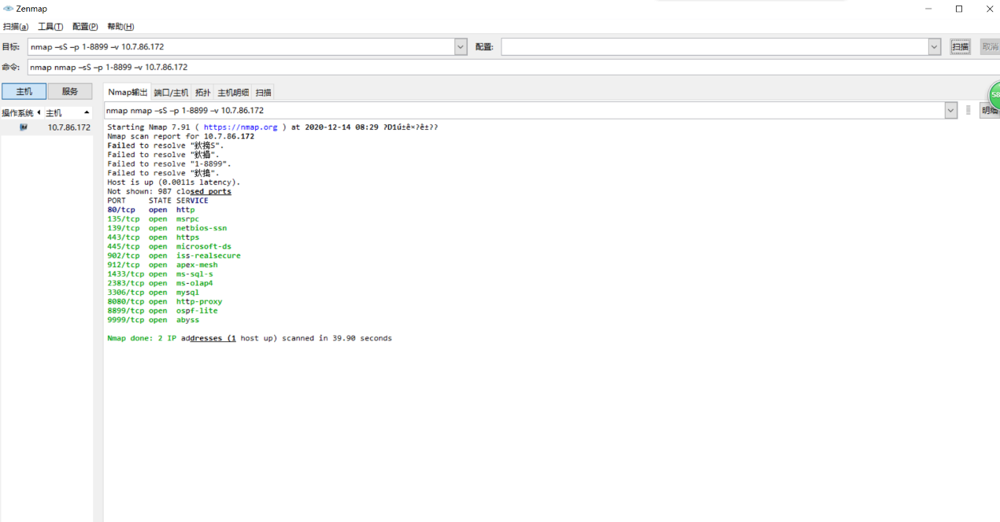 Zenmap
扫描(a) 工具(T) 配置(P) 帮助(H)
目标: nmap –sS –p 1-8899 –v 10.7.86.172 配置: 扫描 取消
命令: nmap nmap –sS –p 1-8899 –v 10.7.86.172
主机 服务 Nmap输出 端口/主机 拓扑 主机明细 扫描
操作系统 主机 nmap nmap –sS –p 1-8899 –v 10.7.86.172 明细
58
10.7.86.172
Starting Nmap 7.91 ( https://nmap.org ) at 2020-12-14 08:29 ?D1ú±ê×?ê±??
Nmap scan report for 10.7.86.172
Failed to resolve
Failed to resolve
Failed to resolve "1-8899".
Failed to resolve
Host is up (0.0011s latency).
Not shown: 987 closed ports
PORT STATE SERVICE
80/tcp open http
135/tcp open msrpc
139/tcp open netbios-ssn
443/tcp open https
445/tcp open microsoft-ds
902/tcp open iss-realsecure
912/tcp open apex-mesh
1433/tcp open ms-sql-s
2383/tcp open ms-olap4
3306/tcp open mysql
8080/tcp open http-proxy
8899/tcp open ospf-lite
9999/tcp open abyss
Nmap done: 2 IP addresses (1 host up) scanned in 39.90 seconds